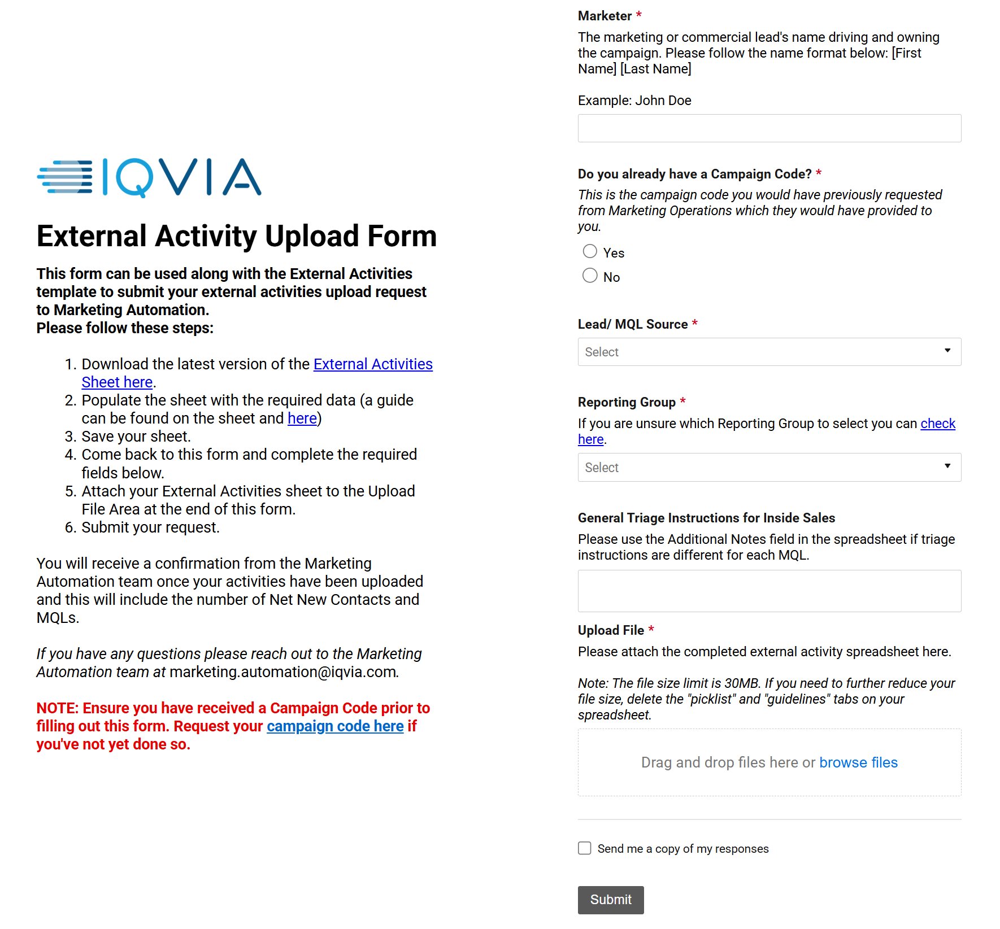 IQVIA
External Activity Upload Form
This form can be used along with the External Activities
template to submit your external activities upload request
to Marketing Automation.
Please follow these steps:
1. Download the latest version of the External Activities
Sheet here.
2. Populate the sheet with the required data (a guide
can be found on the sheet and here)
3. Save your sheet.
4. Come back to this form and complete the required
fields below.
5. Attach your External Activities sheet to the Upload
File Area at the end of this form.
6. Submit your request.
You will receive a confirmation from the Marketing
Automation team once your activities have been uploaded
and this will include the number of Net New Contacts and
MQLs.
If you have any questions please reach out to the Marketing
Automation team at marketing.automation@iqvia.com.
NOTE: Ensure you have received a Campaign Code prior to
filling out this form. Request your campaign code here if
you've not yet done so.
Marketer *
The marketing or commercial lead's name driving and owning
the campaign. Please follow the name format below: [First
Name] [Last Name]
Example: John Doe
Do you already have a Campaign Code? *
This is the campaign code you would have previously requested
from Marketing Operations which they would have provided to
you.
Yes
No
Lead/ MQL Source *
Select
Reporting Group *
If you are unsure which Reporting Group to select you can check
here.
Select
General Triage Instructions for Inside Sales
Please use the Additional Notes field in the spreadsheet if triage
instructions are different for each MQL.
Upload File *
Please attach the completed external activity spreadsheet here.
Note: The file size limit is 30MB. If you need to further reduce your
file size, delete the "picklist" and "guidelines" tabs on your
spreadsheet.
Drag and drop files here or browse files
Send me a copy of my responses
Submit